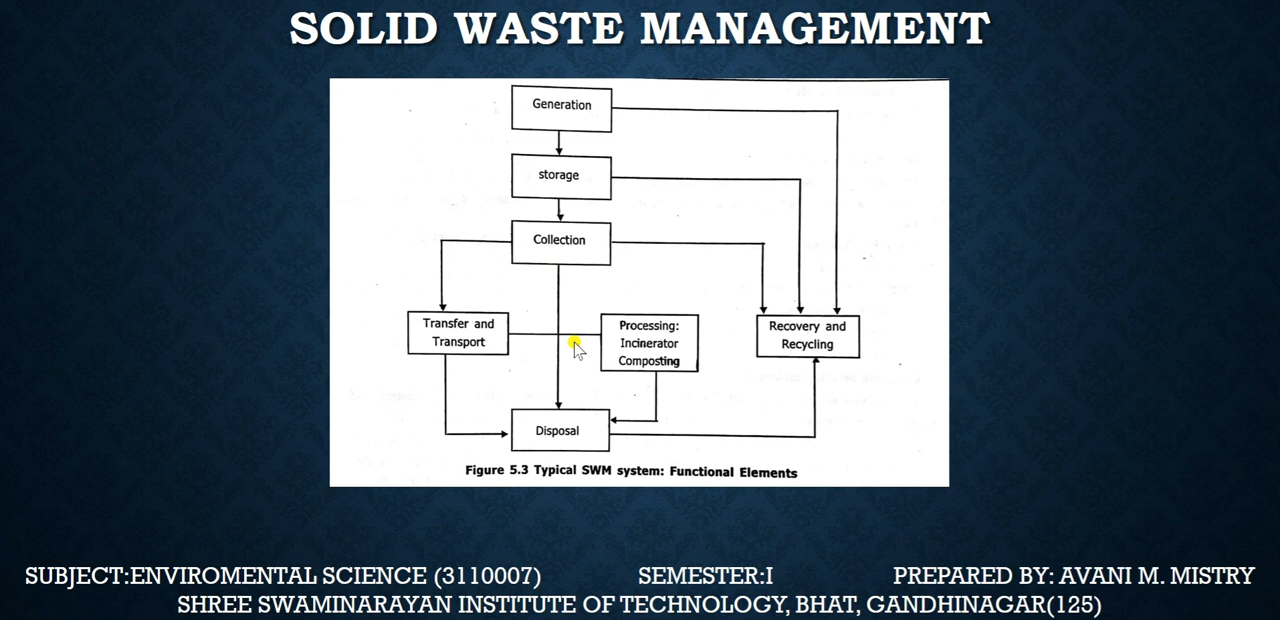 SOLID WASTE MANAGEMENT
Generation
storage
Collection
Transfer and
Transport
Processing:
Incinerator
Composting
Recovery and
Recycling
Disposal
Figure 5.3 Typical SWM system: Functional Elements
SUBJECT:ENVIROMENTAL SCIENCE (3110007) SEMESTER:I PREPARED BY: AVANI M. MISTRY
SHREE SWAMINARAYAN INSTITUTE OF TECHNOLOGY, BHAT, GANDHINAGAR(125)